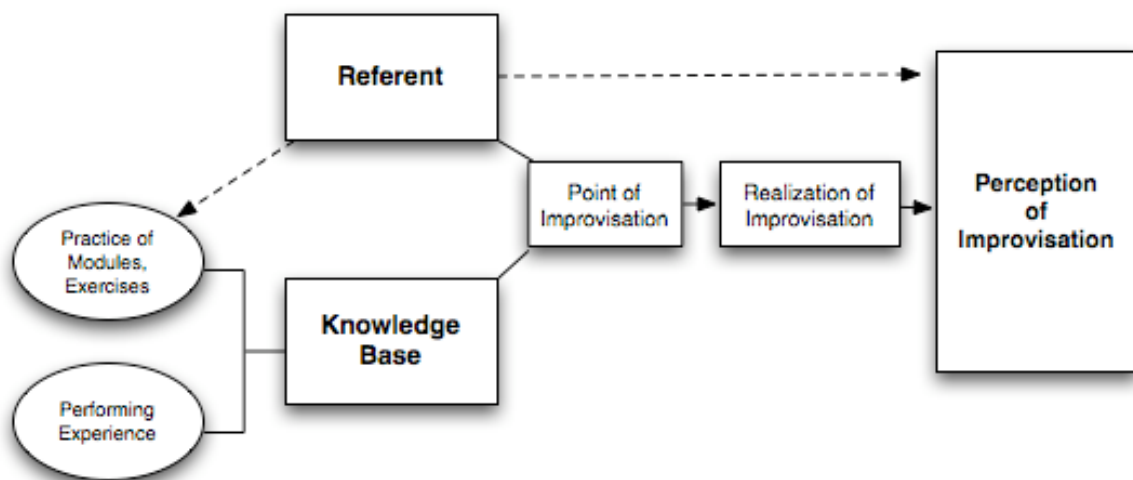 Referent
Point of
Improvisation
Realization of
Improvisation
Perception
of
Improvisation
Practice of
Modules,
Exercises
Knowledge
Base
Performing
Experience